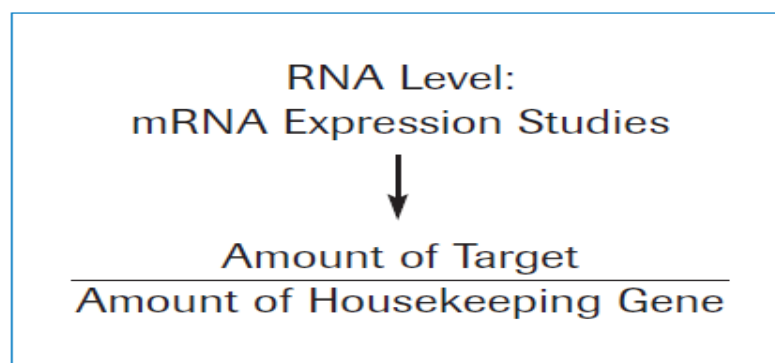 RNA Level:
mRNA Expression Studies
Amount of Target
Amount of Housekeeping Gene